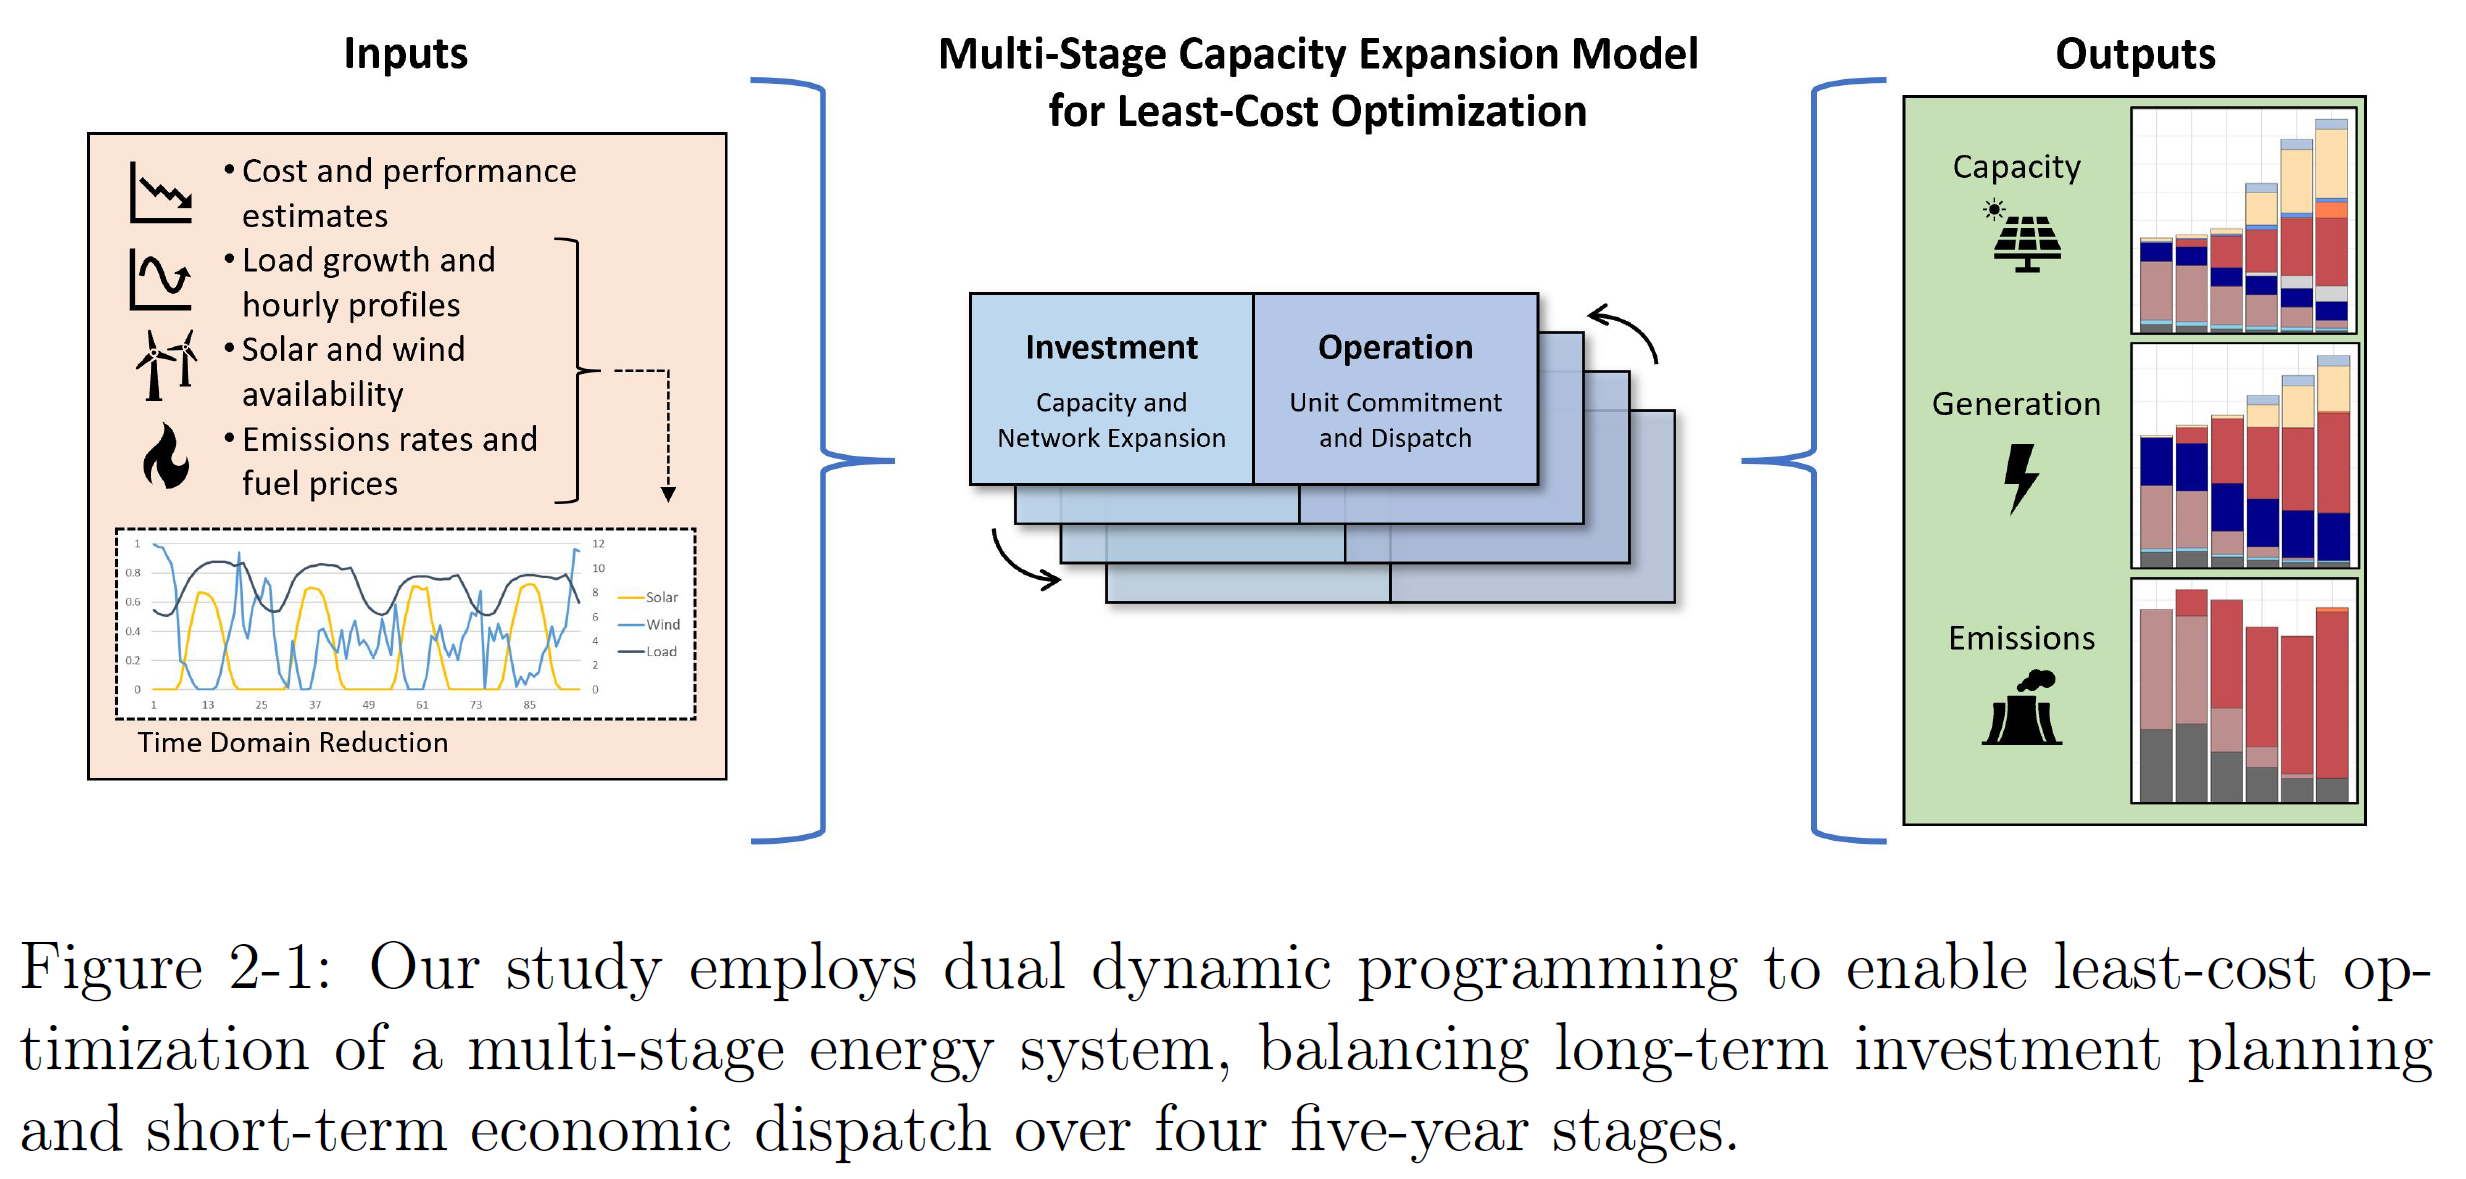 Inputs
Multi-Stage Capacity Expansion Model
for Least-Cost Optimization
Outputs
• Cost and performance
estimates
• Load growth and
hourly profiles
• Solar and wind
availability
• Emissions rates and
fuel prices
1
0.8
0.6
0.4
0.2
0
12
10
8
6
4
2
0
1 13 25 37 49 61 73 85
Solar
Wind
Load
Time Domain Reduction
Investment
Capacity and
Network Expansion
Operation
Unit Commitment
and Dispatch
Capacity
Generation
Emissions
Figure 2-1: Our study employs dual dynamic programming to enable least-cost op-
timization of a multi-stage energy system, balancing long-term investment planning
and short-term economic dispatch over four five-year stages.